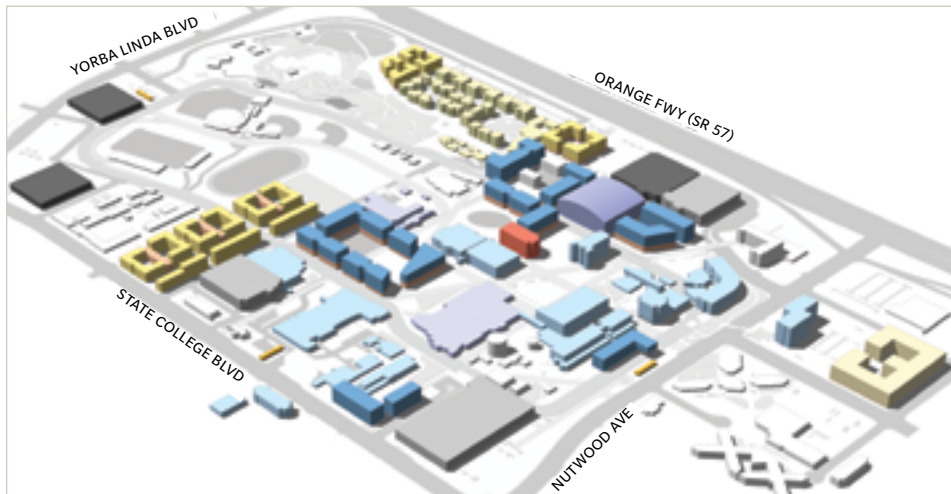 YORBA LINDA BLVD
ORANGE FWY (SR 57)
STATE COLLEGE BLVD
NUTWOOD AVE